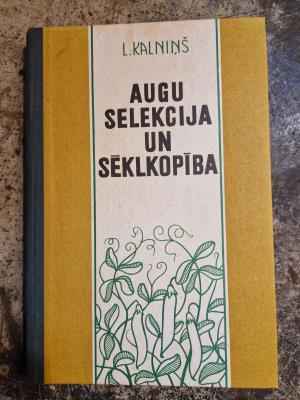 L.KALNIŅŠ
AUGU
SELEKCIJA
UN
SĒKLKOPĪBA